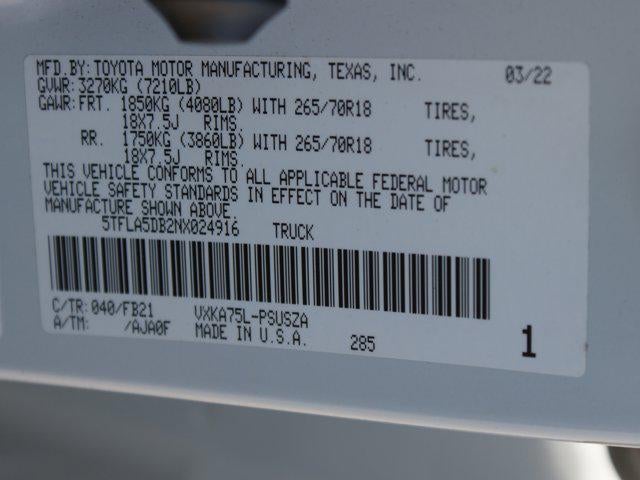 MFD.BY: TOYOTA MOTOR MANUFACTURING, TEXAS, INC. 03/22
GVWR: 3270KG (7210LB)
GAWR: FRT. 1850KG (4080LB) WITH 265/70R18 TIRES,
18X7.5J RIMS.
RR. 1750KG (3860LB) WITH 265/70R18 TIRES,
18X7.5J RIMS.
THIS VEHICLE CONFORMS TO ALL APPLICABLE FEDERAL MOTOR
VEHICLE SAFETY STANDARDS IN EFFECT ON THE DATE OF
MANUFACTURE SHOWN ABOVE.
5TFLA5DB2NX024916 TRUCK
C/TR: 040/FB21 VXKA75L-PSUSZA
A/TM: /AJA0F MADE IN U.S.A. 285 1